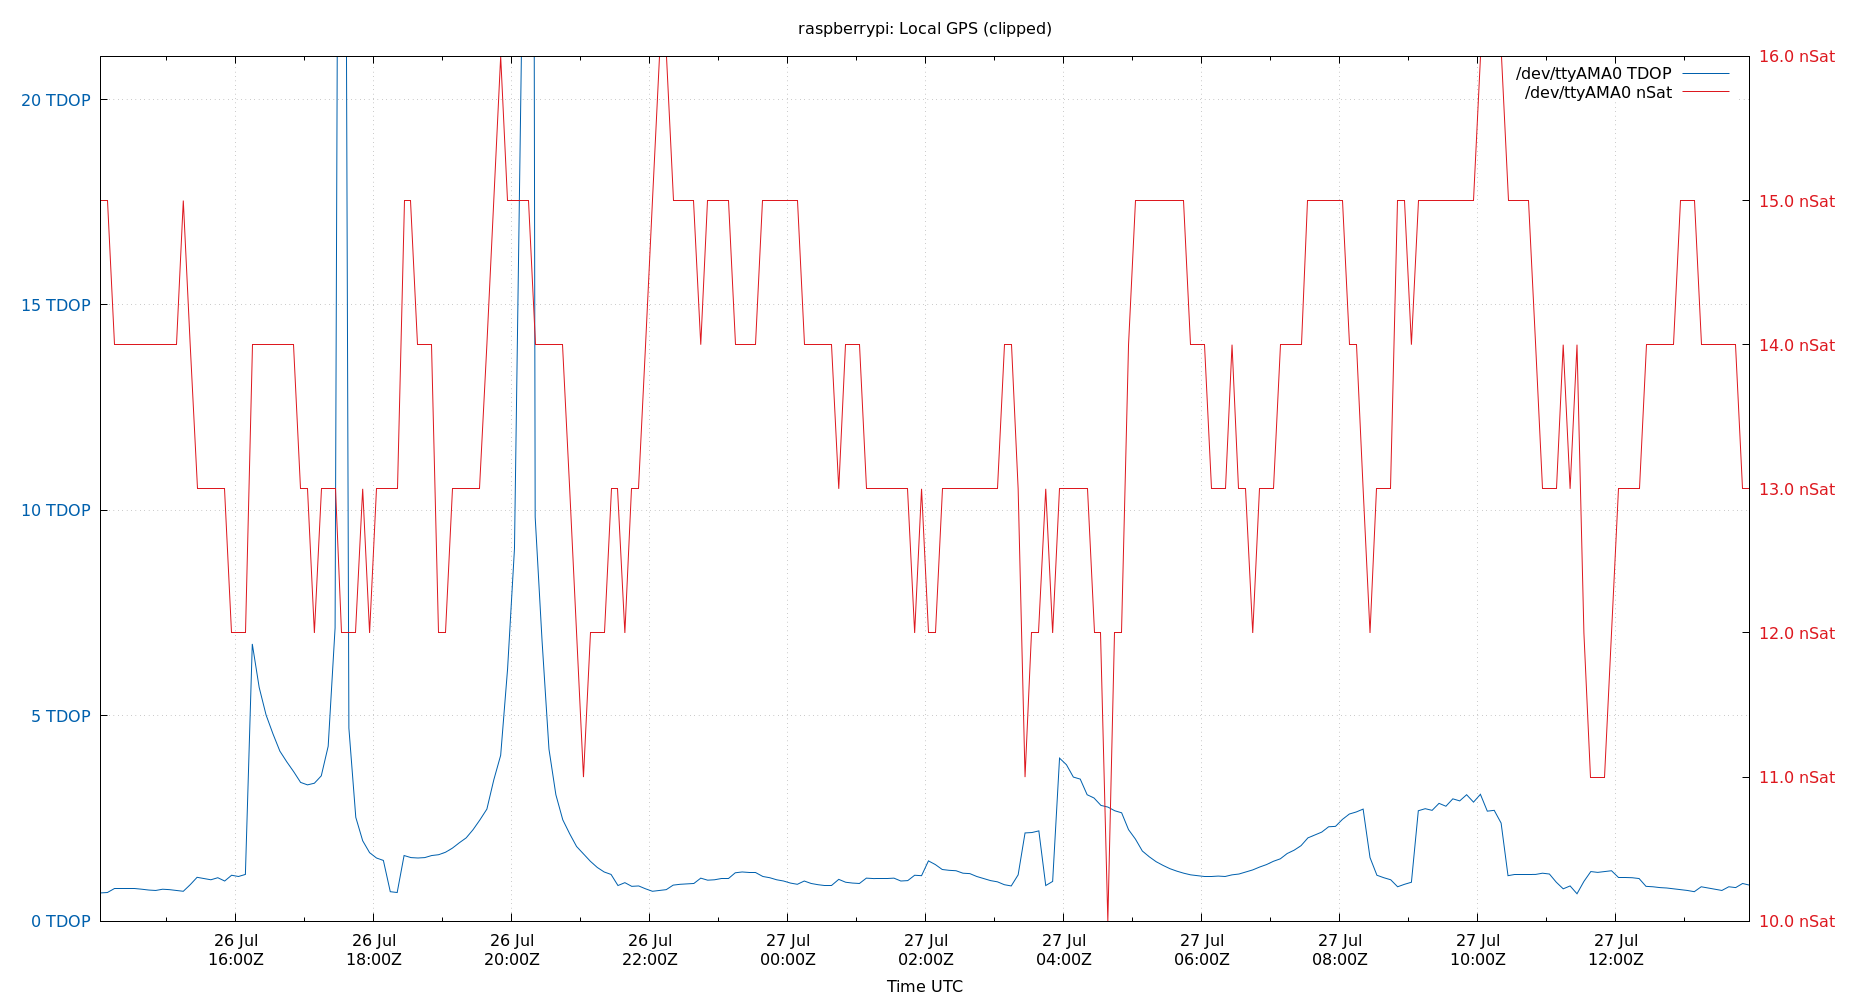 raspberrypi: Local GPS (clipped)
/dev/ttyAMA0 TDOP
/dev/ttyAMA0 nSat
20 TDOP
15 TDOP
10 TDOP
5 TDOP
0 TDOP
16.0 nSat
15.0 nSat
14.0 nSat
13.0 nSat
12.0 nSat
11.0 nSat
10.0 nSat
26 Jul
16:00Z
26 Jul
18:00Z
26 Jul
20:00Z
26 Jul
22:00Z
27 Jul
00:00Z
27 Jul
02:00Z
27 Jul
04:00Z
27 Jul
06:00Z
27 Jul
08:00Z
27 Jul
10:00Z
27 Jul
12:00Z
Time UTC